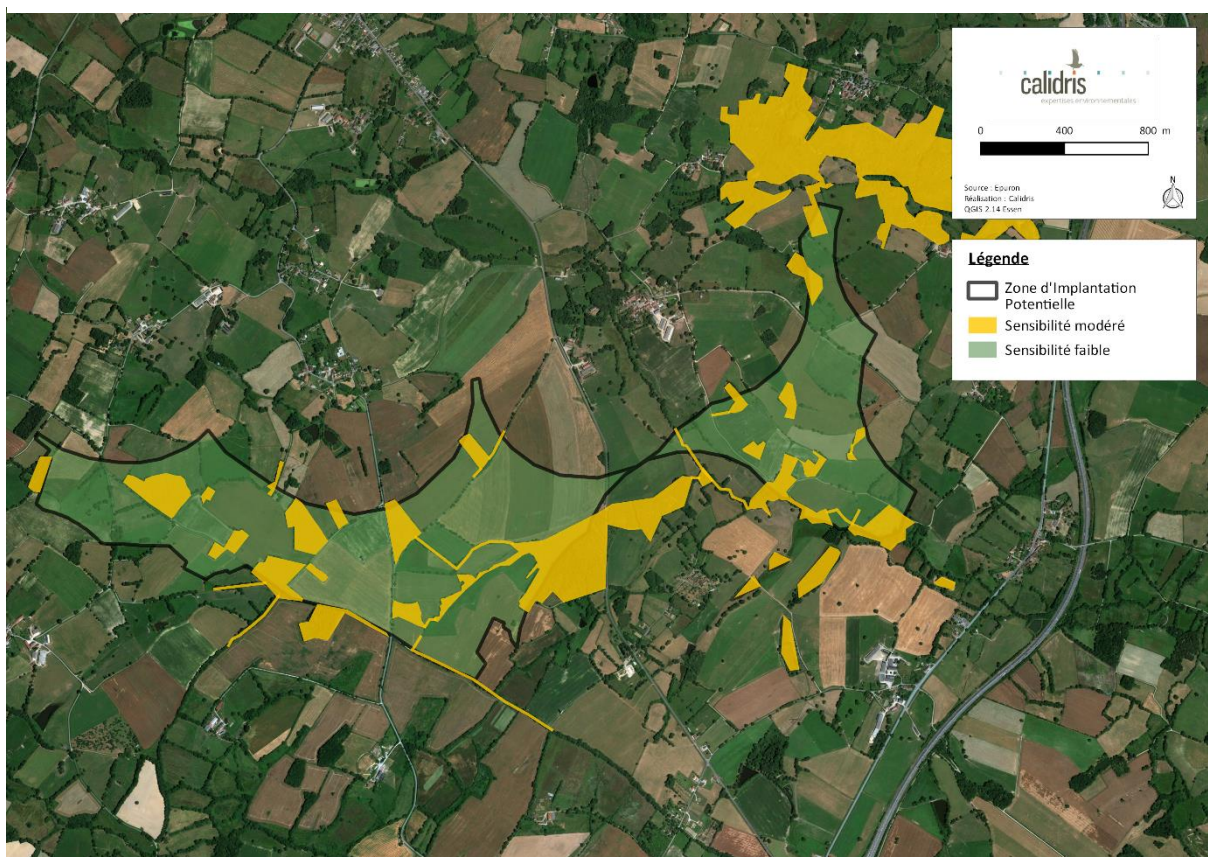 calidris
expertises environnementales
0 400 800 m
Source : Epuron
Réalisation : Calidris
QGIS 2.14 Essen
N
Légende
Zone d'Implantation
Potentielle
Sensibilité modéré
Sensibilité faible